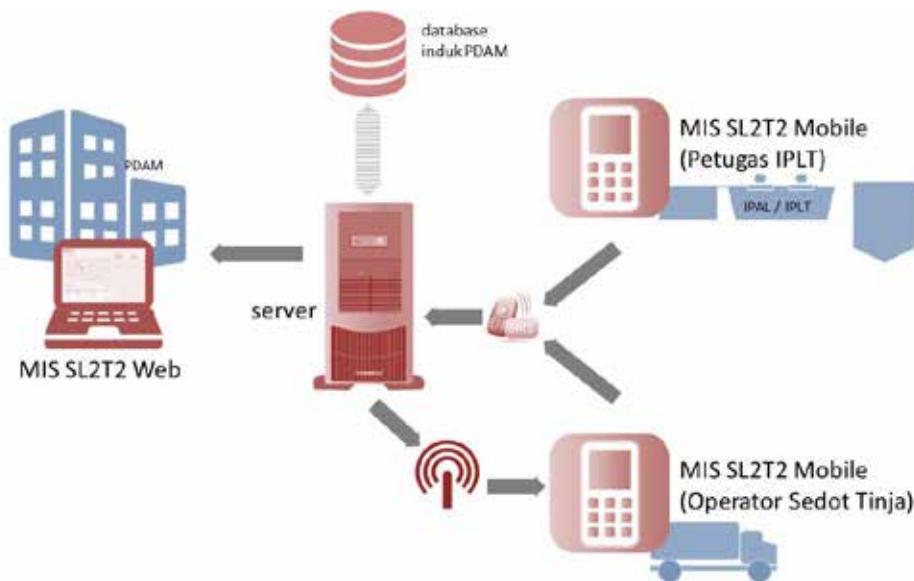 database
induk PDAM
MIS SL2T2 Mobile
(Petugas IPLT)
PDAM
IPAL / IPLT
server
MIS SL2T2 Web
MIS SL2T2 Mobile
(Operator Sedot Tinja)